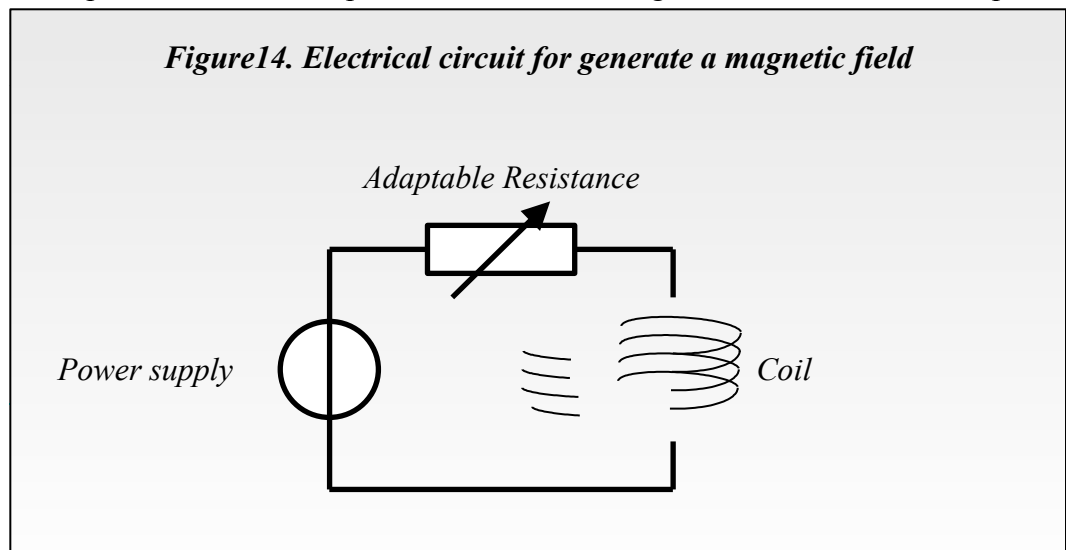 Figure14. Electrical circuit for generate a magnetic field
Adaptable Resistance
Power supply
Coil